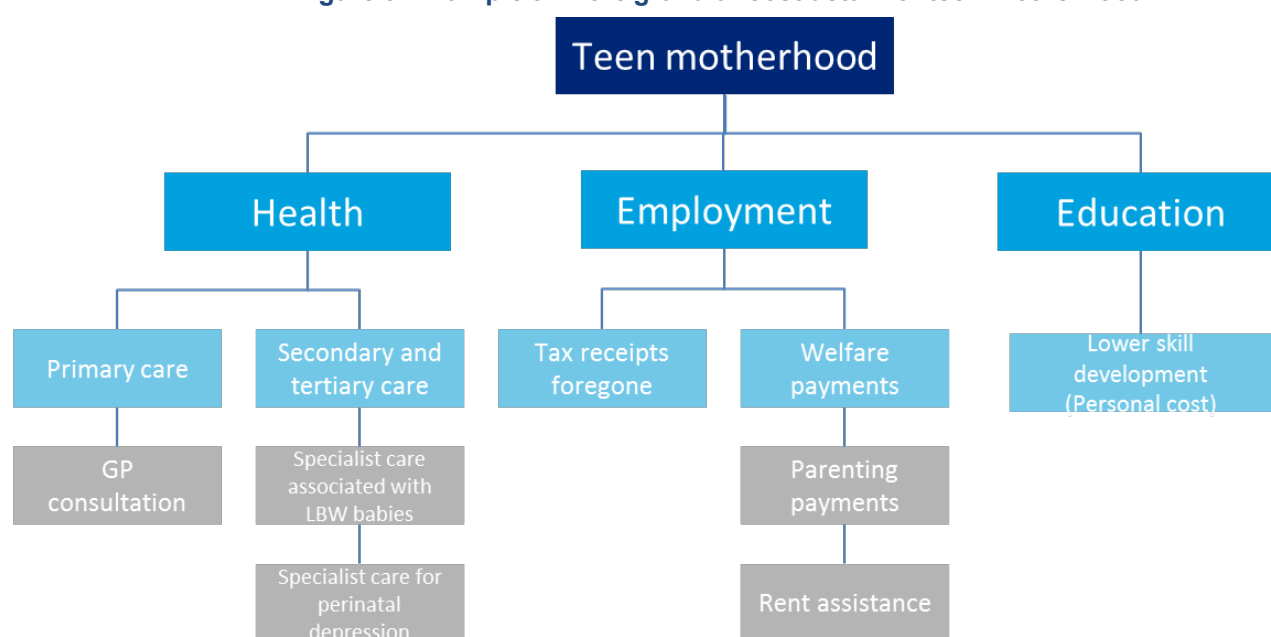 Teen motherhood
Health
Employment
Education
Primary care
Secondary and
tertiary care
Tax receipts
foregone
Welfare
payments
Lower skill
development
(Personal cost)
GP
consultation
Specialist care
associated with
LBW babies
Parenting
payments
Specialist care for
perinatal
depression
Rent assistance